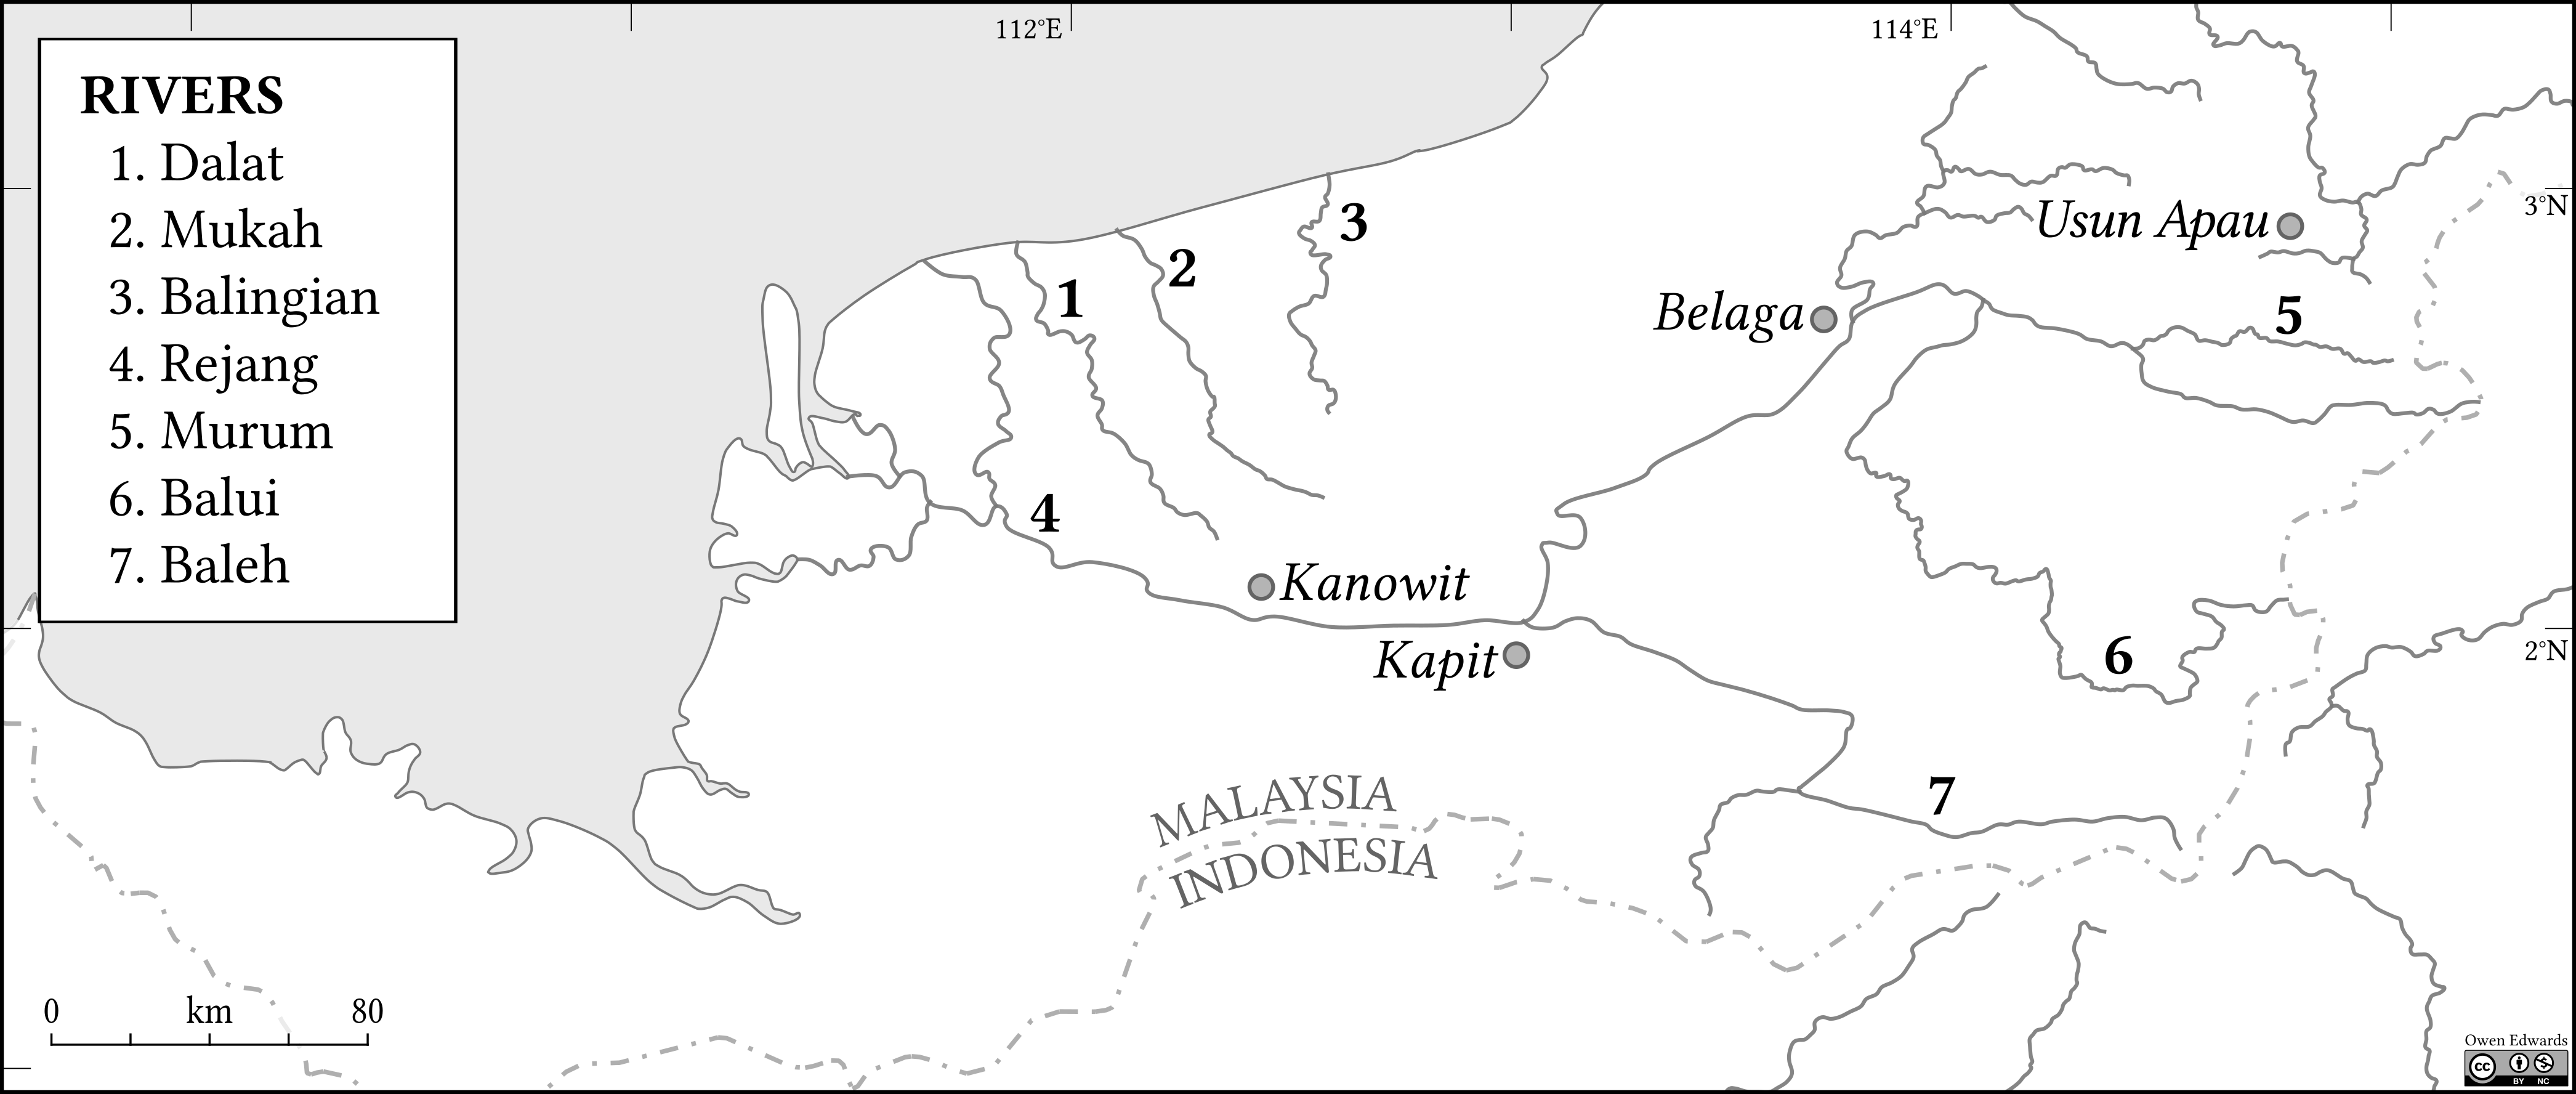 112°E
114°E
RIVERS
1. Dalat
2. Mukah
3. Balingian
4. Rejang
5. Murum
6. Balui
7. Baleh
3
3°N
Usun Apau
2
1
Belaga
5
4
Kanowit
Kapit
6
2°N
MALAYSIA
INDONESIA
7
0 km 80
Owen Edwards
cc
BY NC